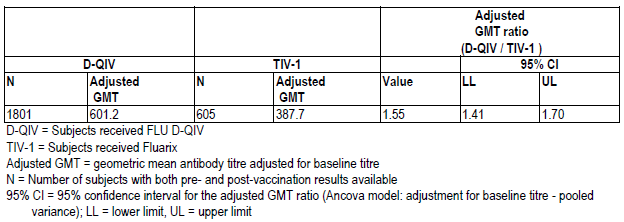 Adjusted
GMT ratio
(D-QIV / TIV-1 )
D-QIV TIV-1 95% CI
N Adjusted GMT N Adjusted GMT Value LL UL
1801 601.2 605 387.7 1.55 1.41 1.70
D-QIV = Subjects received FLU D-QIV
TIV-1 = Subjects received Fluarix
Adjusted GMT = geometric mean antibody titre adjusted for baseline titre
N = Number of subjects with both pre- and post-vaccination results available
95% CI = 95% confidence interval for the adjusted GMT ratio (Ancova model: adjustment for baseline titre - pooled
variance); LL = lower limit, UL = upper limit